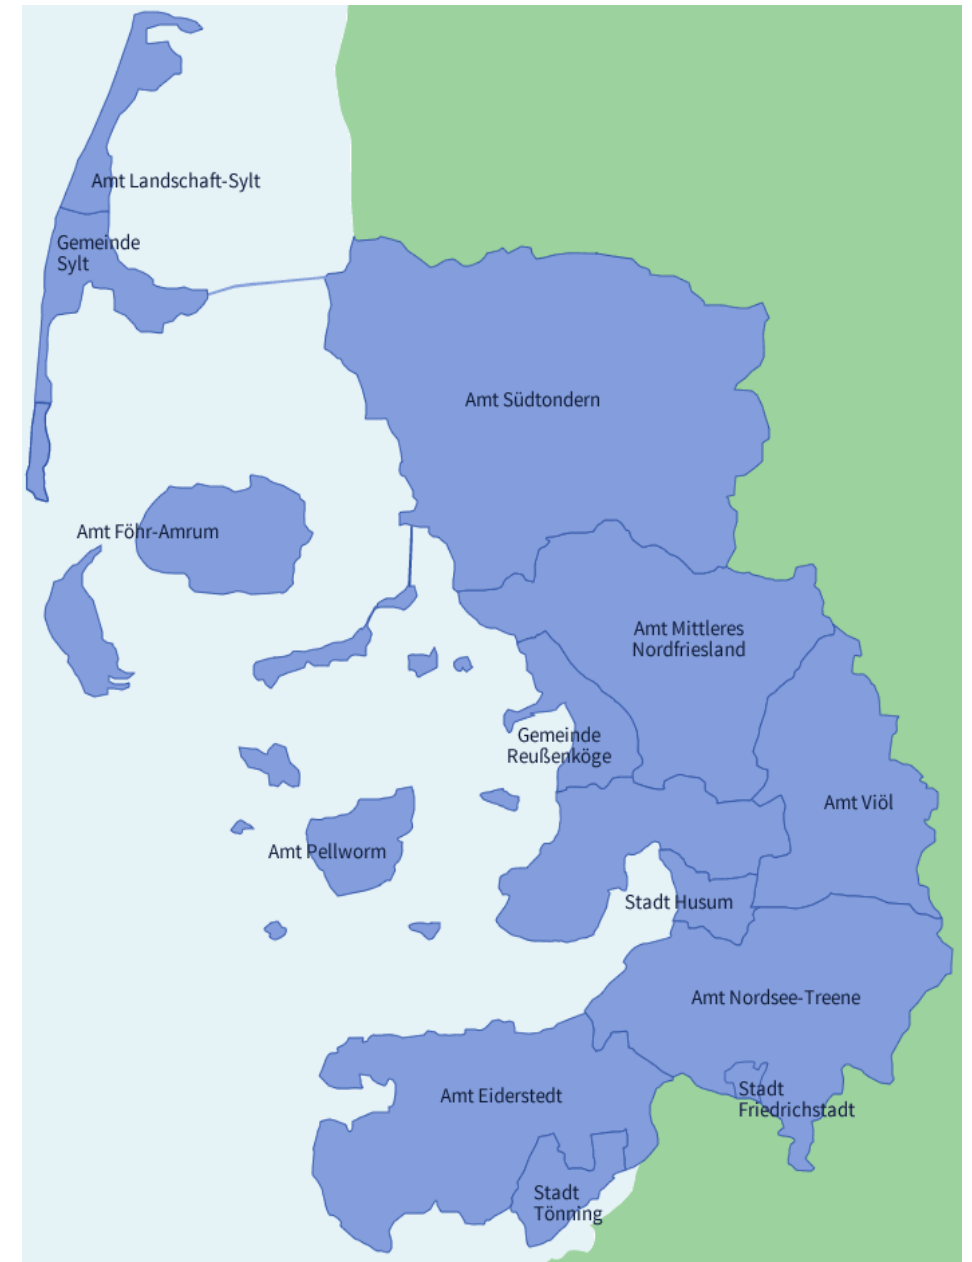 Amt Landschaft-Sylt
Gemeinde
Sylt
Amt Südtondern
Amt Föhr-Amrum
Amt Mittleres
Nordfriesland
Gemeinde
Reußenköge
Amt Viöl
Amt Pellworm
Stadt Husum
Amt Nordsee-Treene
Amt Eiderstedt
Stadt
Friedrichstadt
Stadt
Tönning